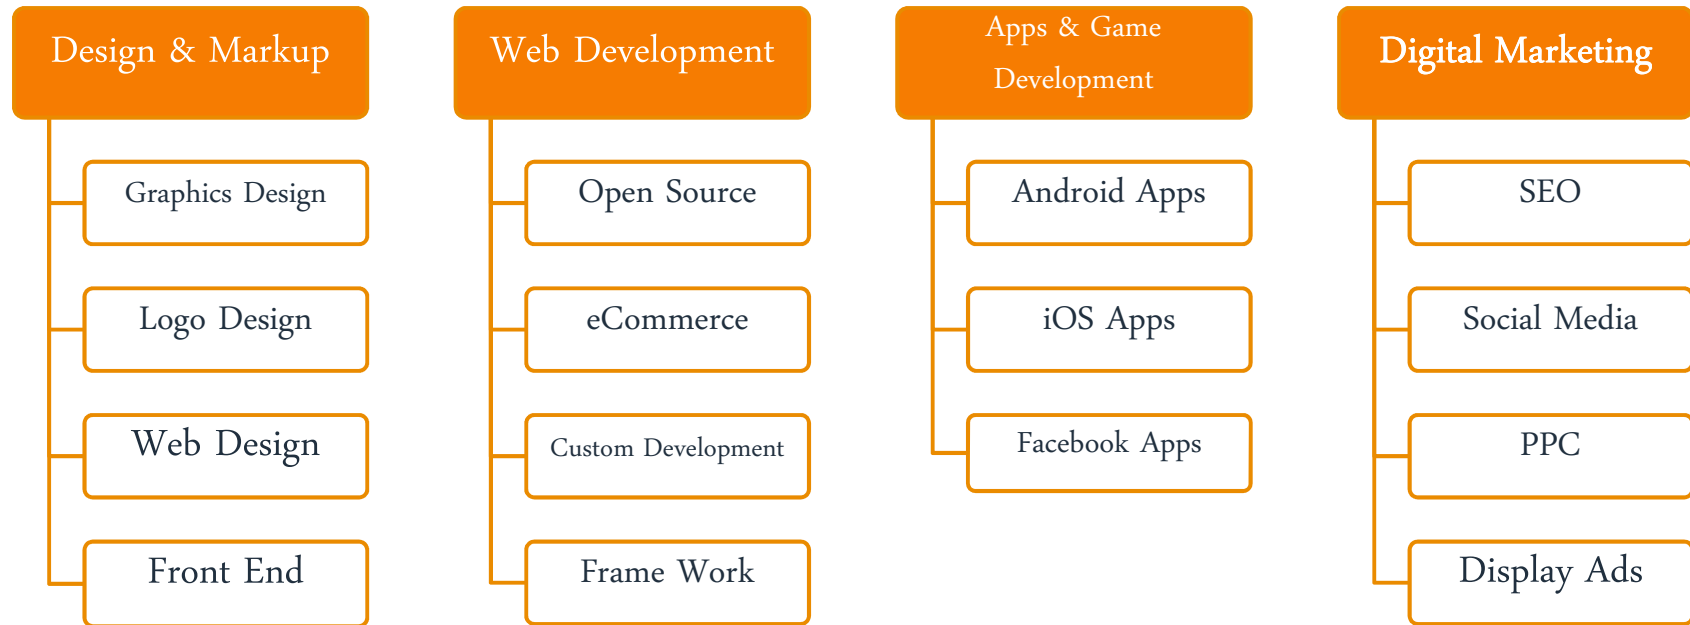 Design & Markup
Graphics Design
Logo Design
Web Design
Front End
Web Development
Open Source
eCommerce
Custom Development
Frame Work
Apps & Game
Development
Android Apps
iOS Apps
Facebook Apps
Digital Marketing
SEO
Social Media
PPC
Display Ads